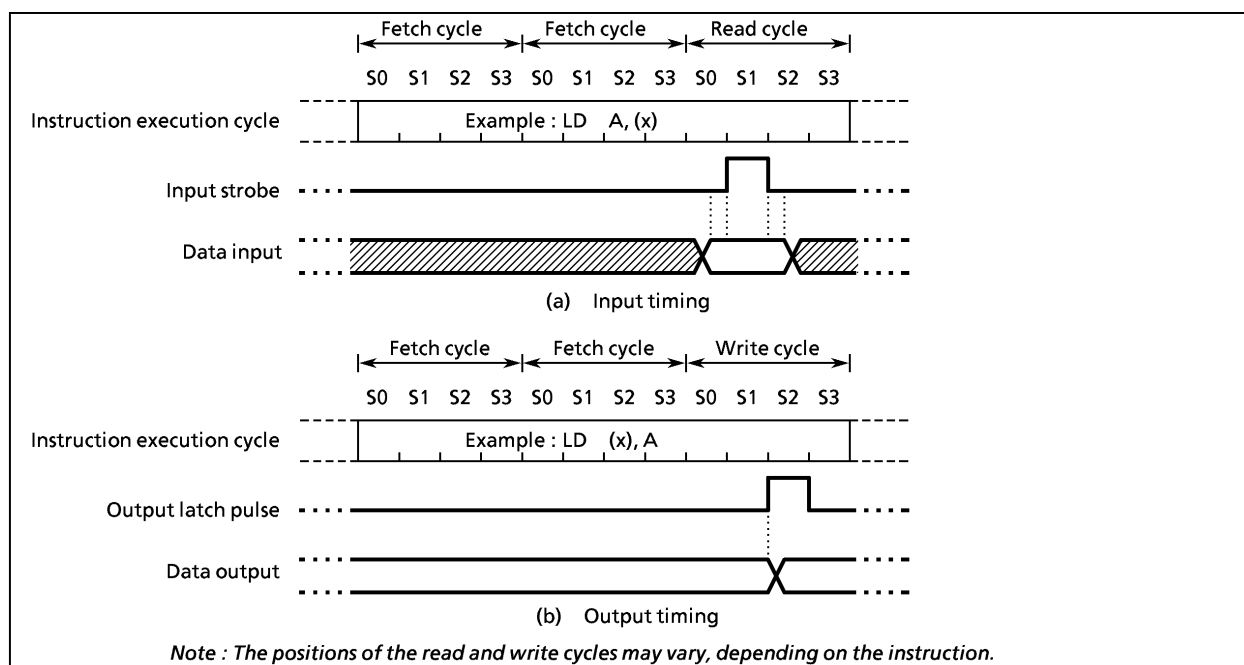 Fetch cycle Fetch cycle Read cycle
S0 S1 S2 S3 S0 S1 S2 S3 S0 S1 S2 S3
Instruction execution cycle Example : LD A, (x)
Input strobe
Data input
(a) Input timing
Fetch cycle Fetch cycle Write cycle
S0 S1 S2 S3 S0 S1 S2 S3 S0 S1 S2 S3
Instruction execution cycle Example : LD (x), A
Output latch pulse
Data output
(b) Output timing
Note : The positions of the read and write cycles may vary, depending on the instruction.